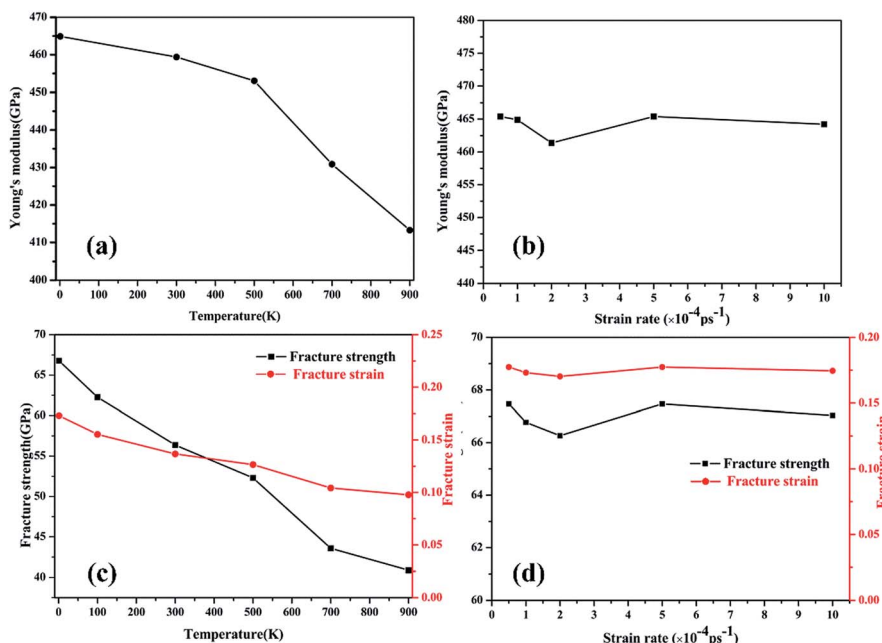 470
460
450
440
430
420
410
400
Young's modulus(GPa)
(a)
0 100 200 300 400 500 600 700 800 900
Temperature(K)
485
480
475
470
465
460
455
450
445
440
Young's modulus(GPa)
(b)
1 2 3 4 5 6 7 8 9 10
Strain rate (×10⁻⁴ps⁻¹)
70
65
60
55
50
45
40
Fracture strength(GPa)
Fracture strength
Fracture strain
0.25
0.20
0.15
0.10
0.05
0.00
Fracture strain
(c)
0 100 200 300 400 500 600 700 800 900
Temperature(K)
70
68
66
64
62
60
Fracture strength
Fracture strain
0.20
0.15
0.10
0.05
0.00
Fracture strain
(d)
0 1 2 3 4 5 6 7 8 9 10
Strain rate (×10⁻⁴ps⁻¹)